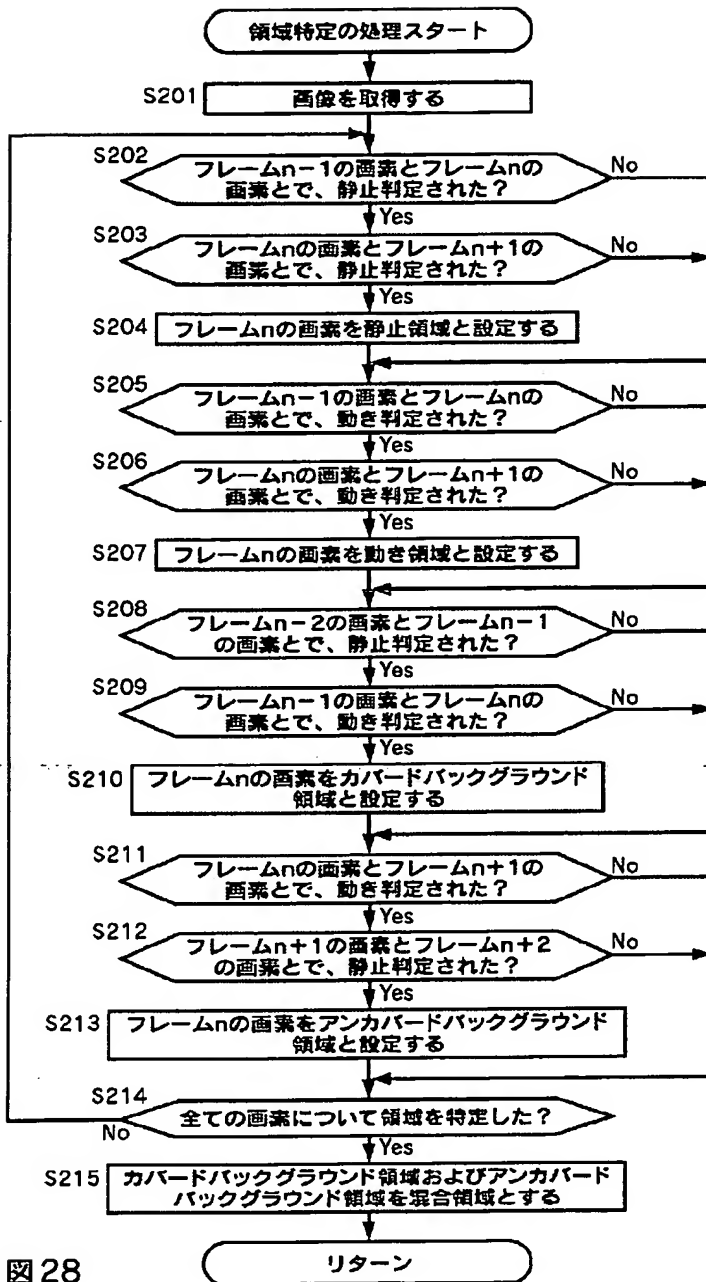 領域特定の処理スタート
S201
画像を取得する
S202
フレームn−1の画素とフレームnの
画素とで、静止判定された？
No
Yes
S203
フレームnの画素とフレームn+1の
画素とで、静止判定された？
No
Yes
S204
フレームnの画素を静止領域と設定する
S205
フレームn−1の画素とフレームnの
画素とで、動き判定された？
No
Yes
S206
フレームnの画素とフレームn+1の
画素とで、動き判定された？
No
Yes
S207
フレームnの画素を動き領域と設定する
S208
フレームn−2の画素とフレームn−1
の画素とで、静止判定された？
No
Yes
S209
フレームn−1の画素とフレームnの
画素とで、動き判定された？
No
Yes
S210
フレームnの画素をカバードバックグラウンド
領域と設定する
S211
フレームnの画素とフレームn+1の
画素とで、動き判定された？
No
Yes
S212
フレームn+1の画素とフレームn+2
の画素とで、静止判定された？
No
Yes
S213
フレームnの画素をアンカバードバックグラウンド
領域と設定する
S214
全ての画素について領域を特定した？
No
Yes
S215
カバードバックグラウンド領域およびアンカバード
バックグラウンド領域を混合領域とする
図28
リターン